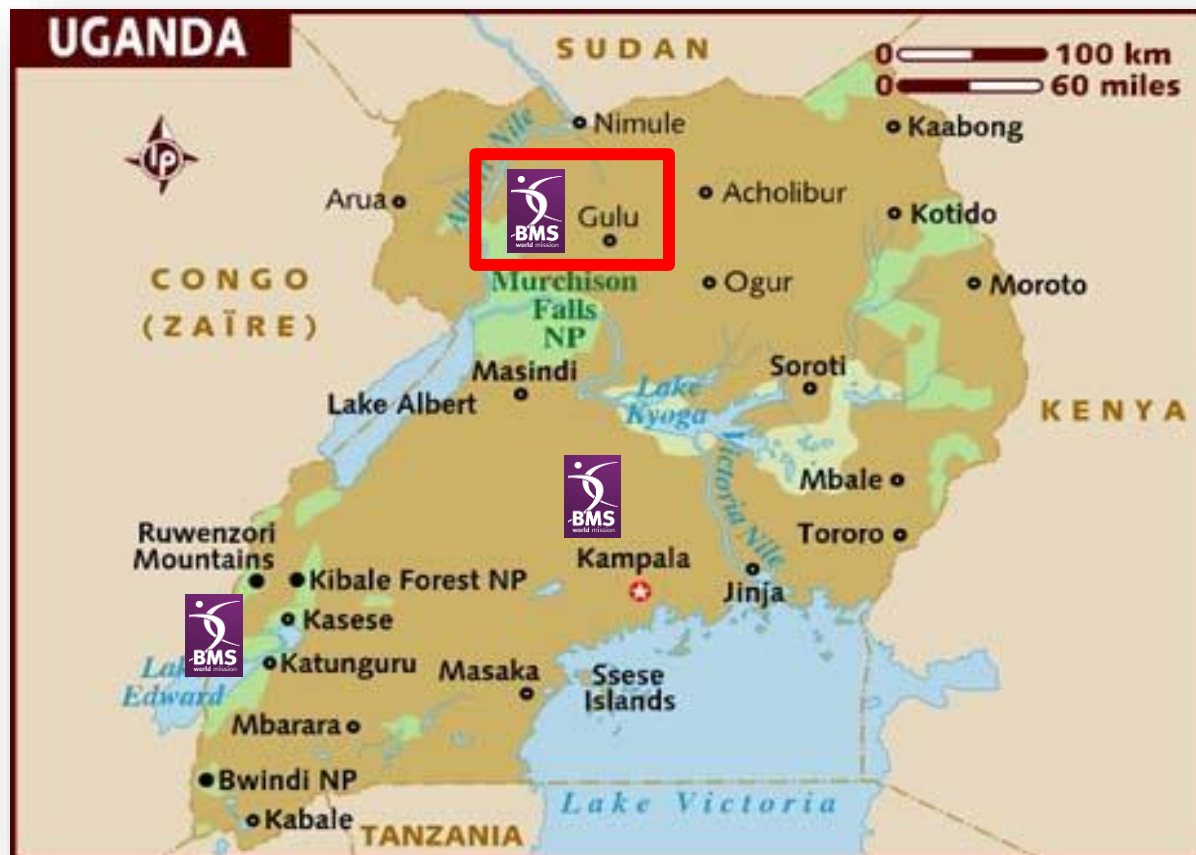 UGANDA
SUDAN
0 100 km
0 60 miles
Nimule
Kaabong
lp
Albert Nile
Arua
Acholibur
Kotido
BMS
world mission
Gulu
CONGO
(ZAÏRE)
Murchison
Falls
NP
Ogur
Moroto
Masindi
Soroti
Lake Albert
Lake
Kyoga
KENYA
BMS
world mission
Victoria Nile
Mbale
Ruwenzori
Mountains
Tororo
Kampala
Kibale Forest NP
Jinja
BMS
world mission
Kasese
Lake
Edward
Katunguru
Masaka
Ssese
Islands
Mbarara
Bwindi NP
Lake Victoria
Kabale
TANZANIA